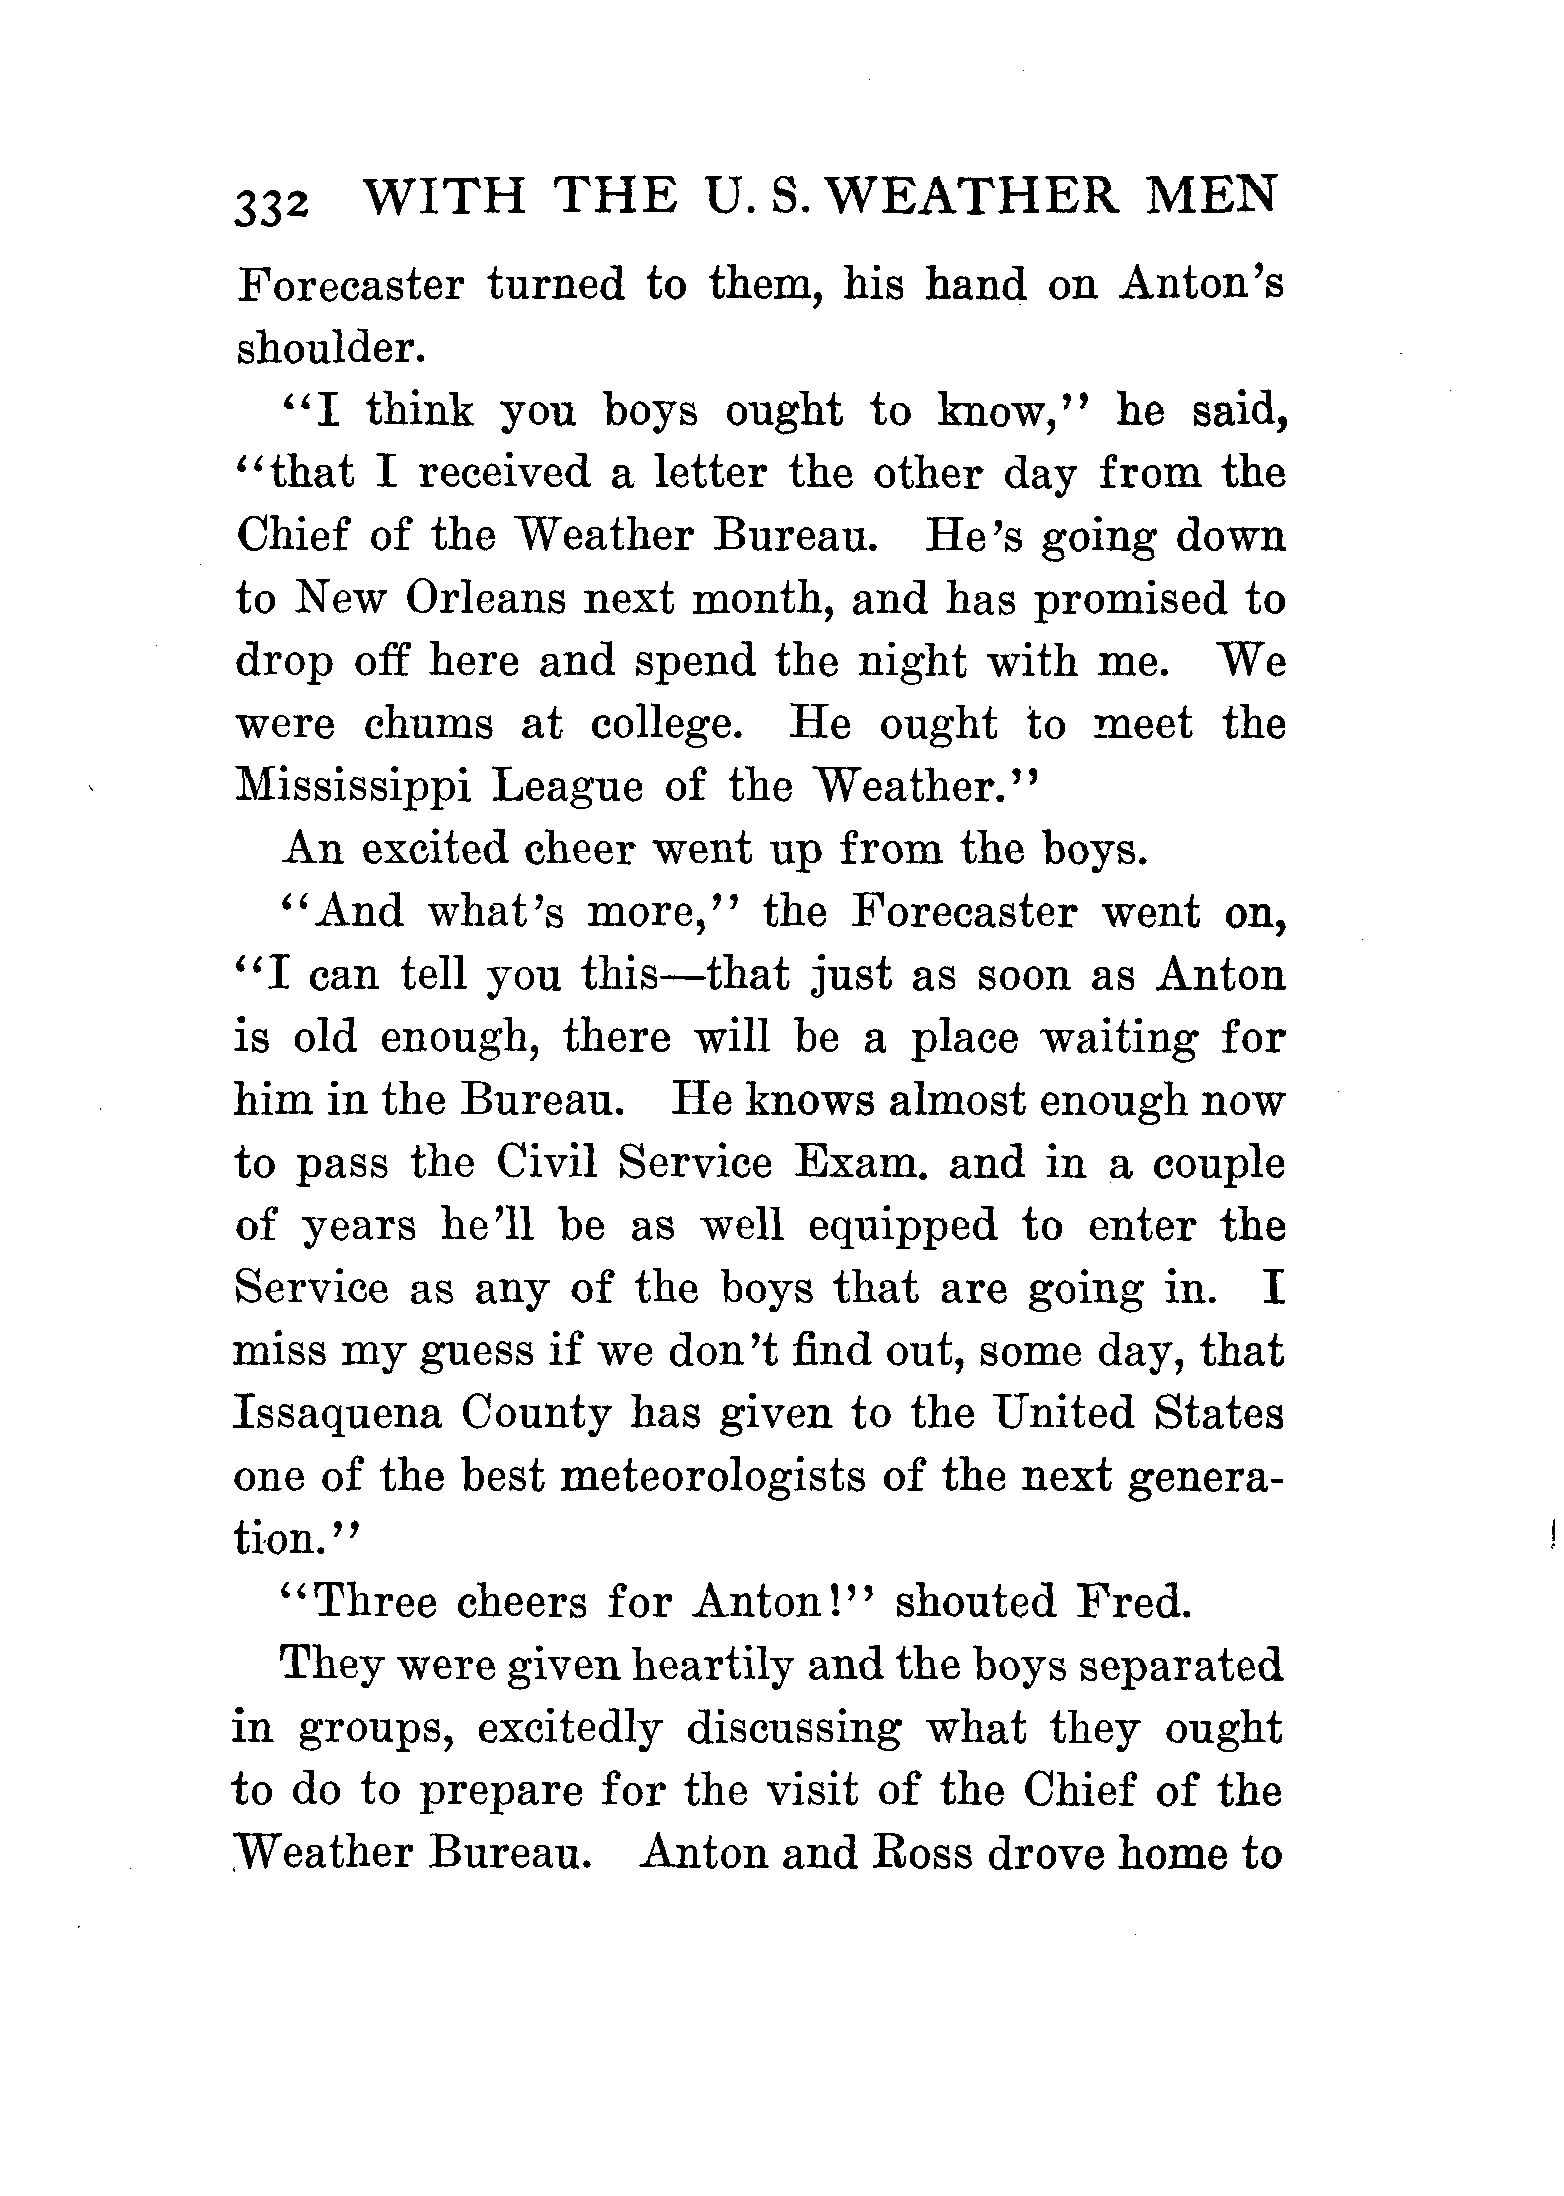 332 WITH THE U. S. WEATHER MEN
Forecaster turned to them, his hand on Anton's
shoulder.
"I think you boys ought to know," he said,
"that I received a letter the other day from the
Chief of the Weather Bureau. He's going down
to New Orleans next month, and has promised to
drop off here and spend the night with me. We
were chums at college. He ought to meet the
Mississippi League of the Weather."
An excited cheer went up from the boys.
"And what's more," the Forecaster went on,
"I can tell you this—that just as soon as Anton
is old enough, there will be a place waiting for
him in the Bureau. He knows almost enough now
to pass the Civil Service Exam. and in a couple
of years he'll be as well equipped to enter the
Service as any of the boys that are going in. I
miss my guess if we don't find out, some day, that
Issaquena County has given to the United States
one of the best meteorologists of the next genera-
tion."
"Three cheers for Anton!" shouted Fred.
They were given heartily and the boys separated
in groups, excitedly discussing what they ought
to do to prepare for the visit of the Chief of the
Weather Bureau. Anton and Ross drove home to